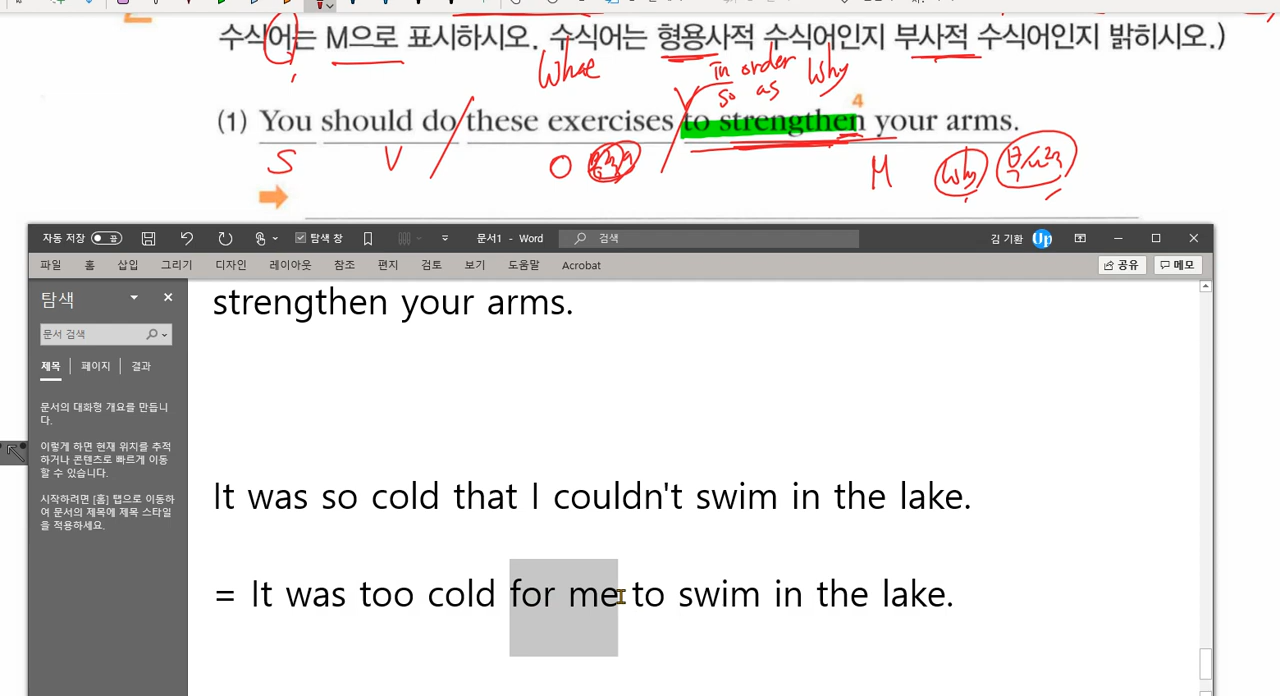 수식어는 M으로 표시하시오. 수식어는 형용사적 수식어인지 부사적 수식어인지 밝히시오.)
What
in order Why
so as
4
(1) You should do these exercises to strengthen your arms.
S V O M Why
자동 저장 문서1 - Word 검색 김 기환 Up
파일 홈 삽입 그리기 디자인 레이아웃 참조 편지 검토 보기 도움말 Acrobat 공유 메모
탐색
문서 검색
제목 페이지 결과
문서의 대화형 개요를 만듭니
다.
이렇게 하면 현재 위치를 추적
하거나 콘텐츠로 빠르게 이동
할 수 있습니다.
시작하려면 [홈] 탭으로 이동하
여 문서의 제목에 제목 스타일
을 적용하세요.
strengthen your arms.
It was so cold that I couldn't swim in the lake.
= It was too cold for me to swim in the lake.